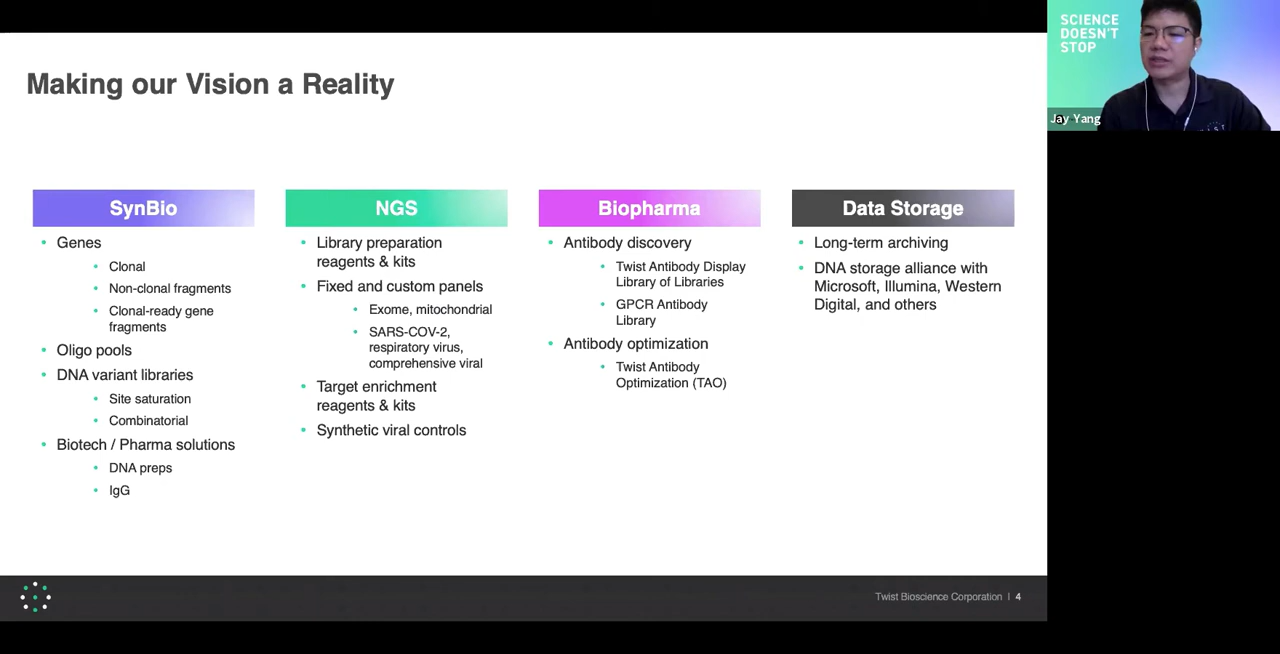 Making our Vision a Reality
SynBio
Genes
Clonal
Non-clonal fragments
Clonal-ready gene
fragments
Oligo pools
DNA variant libraries
Site saturation
Combinatorial
Biotech / Pharma solutions
DNA preps
IgG
NGS
Library preparation
reagents & kits
Fixed and custom panels
Exome, mitochondrial
SARS-COV-2,
respiratory virus,
comprehensive viral
Target enrichment
reagents & kits
Synthetic viral controls
Biopharma
Antibody discovery
Twist Antibody Display
Library of Libraries
GPCR Antibody
Library
Antibody optimization
Twist Antibody
Optimization (TAO)
Data Storage
Long-term archiving
DNA storage alliance with
Microsoft, Illumina, Western
Digital, and others
Twist Bioscience Corporation | 4
SCIENCE
DOESN'T
STOP
Jay Yang